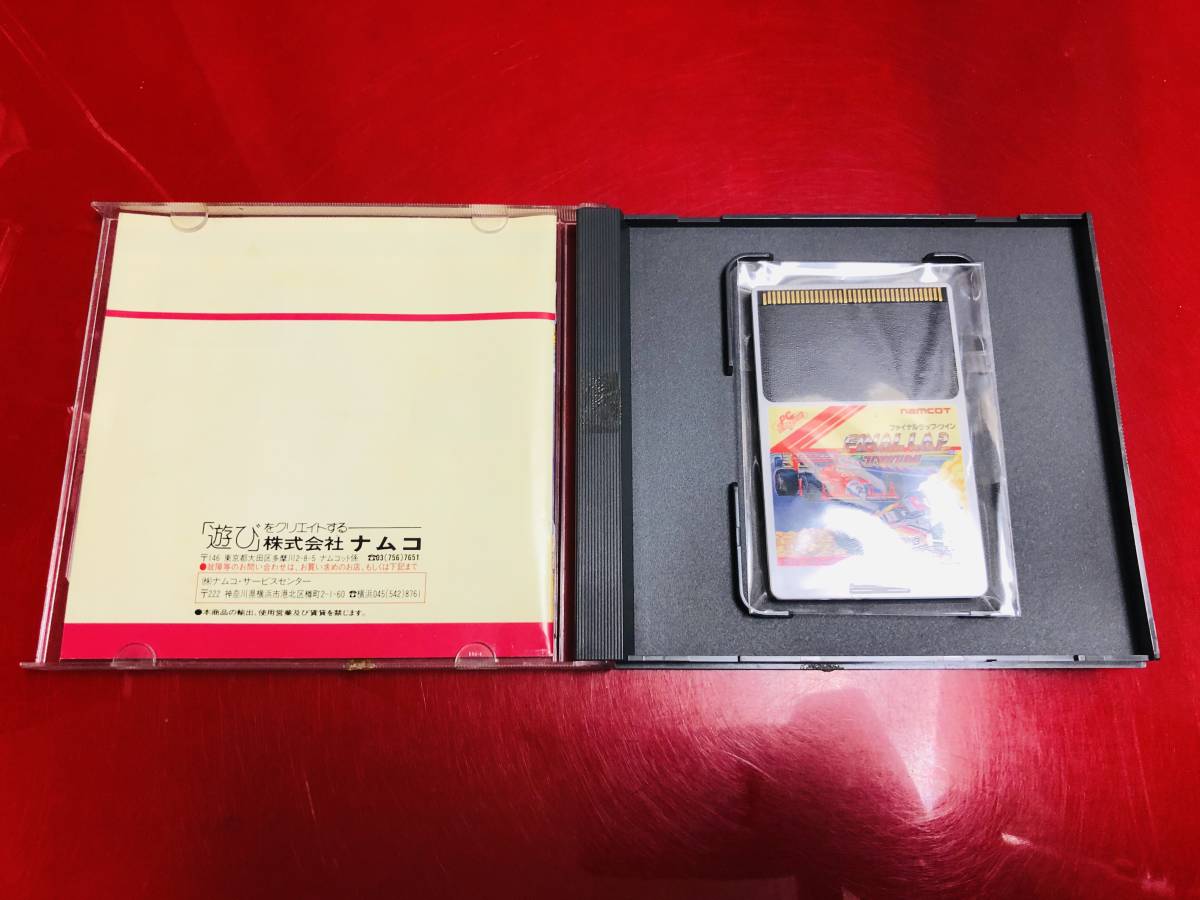 「遊び」をクリエイトする
株式会社ナムコ
〒146 東京都大田区多摩川2-8-5 ナムコット係 ☎03(756)7651
●故障等のお問い合わせは、お買い求めのお店、もしくは下記まで
㈱ナムコ・サービスセンター
〒222 神奈川県横浜市港北区樽町2-1-60 ☎横浜045(542)8761
●本商品の輸出、使用営業及び賃貸を禁じます。
namcot
ファイナルラップ・ツイン
FINAL LAP